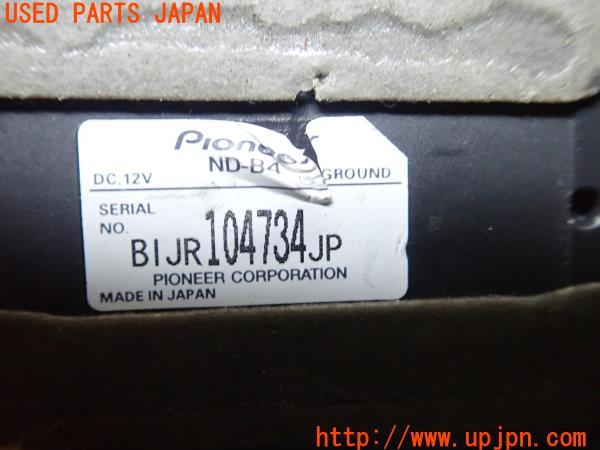 USED PARTS JAPAN
Pioneer
ND-B4
DC.12V
GROUND
SERIAL
NO.
BIJR104734JP
PIONEER CORPORATION
MADE IN JAPAN
© www.upjpn.com